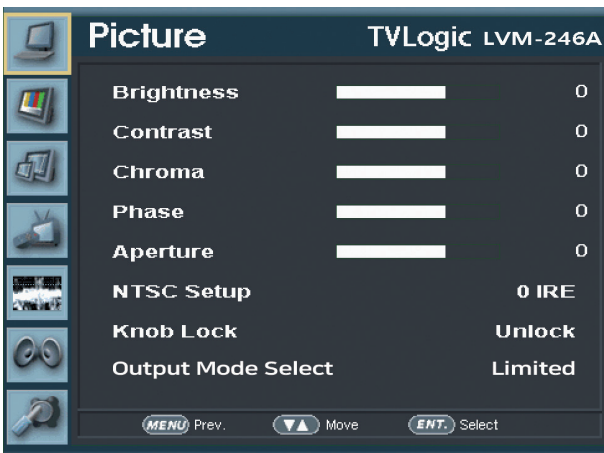 Picture TVLogic LVM-246A
Brightness 0
Contrast 0
Chroma 0
Phase 0
Aperture 0
NTSC Setup 0 IRE
Knob Lock Unlock
Output Mode Select Limited
MENU Prev. ▼▲ Move ENT. Select